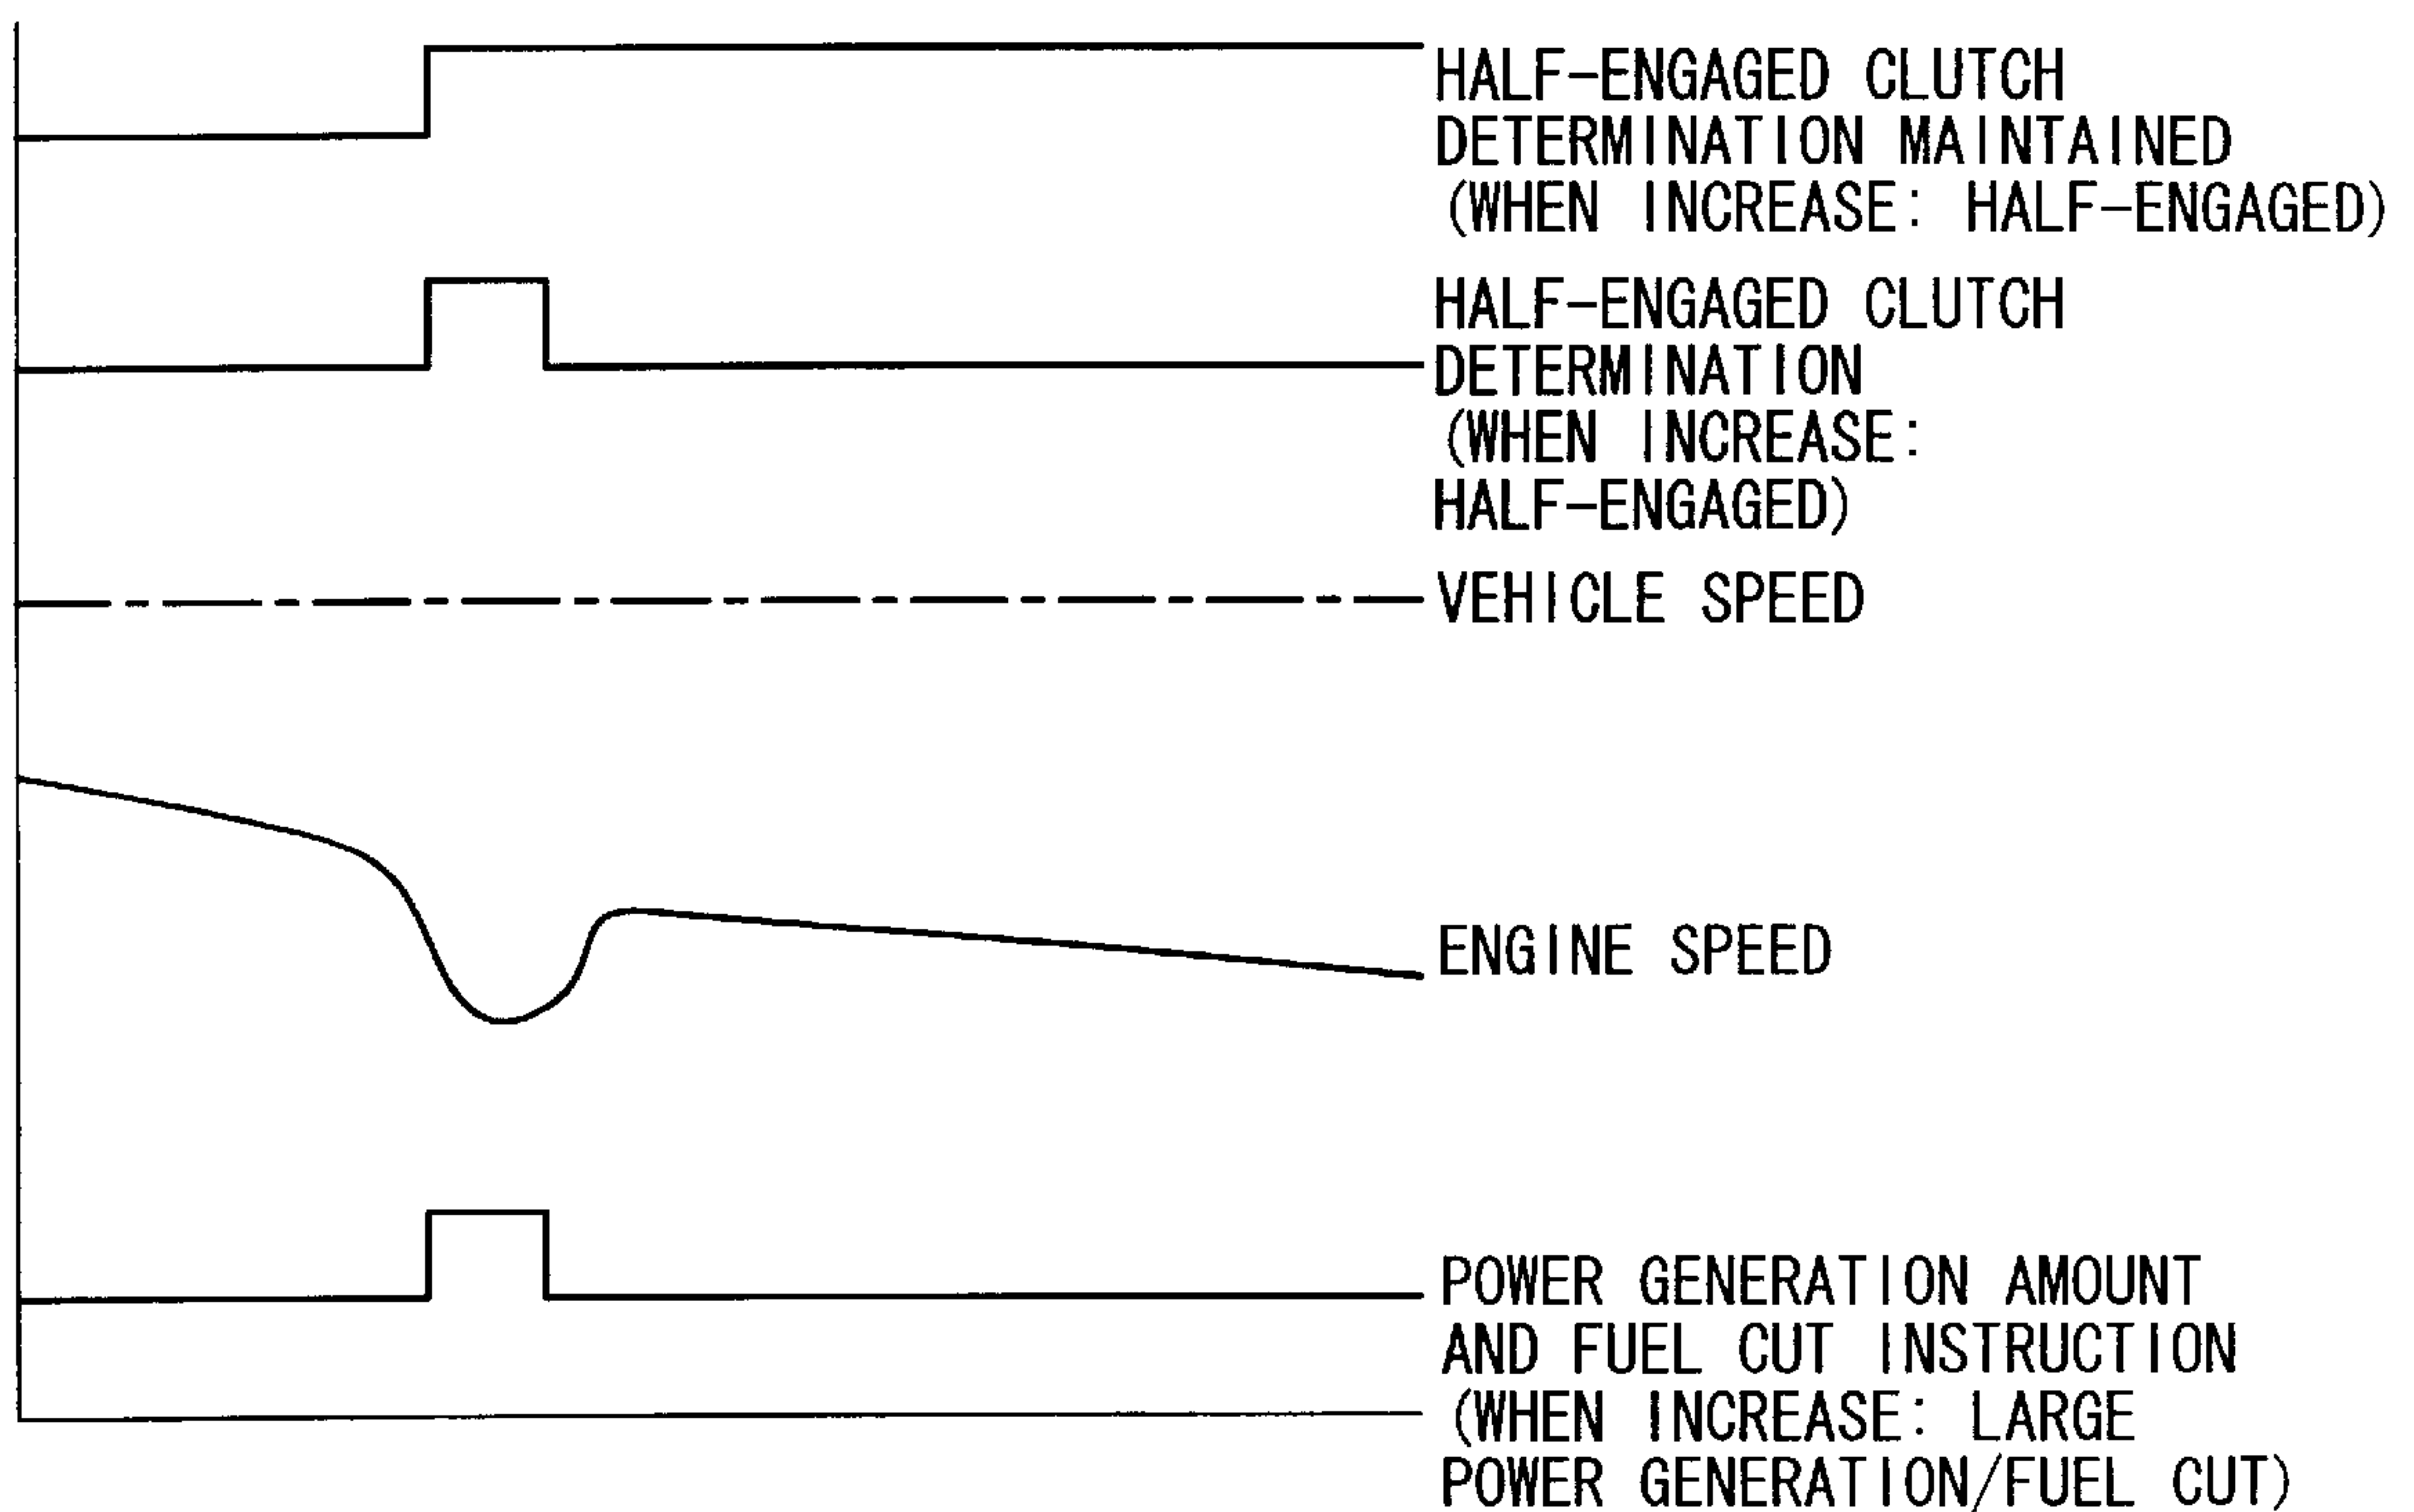 HALF-ENGAGED CLUTCH
DETERMINATION MAINTAINED
(WHEN INCREASE: HALF-ENGAGED)
HALF-ENGAGED CLUTCH
DETERMINATION
(WHEN INCREASE:
HALF-ENGAGED)
VEHICLE SPEED
ENGINE SPEED
POWER GENERATION AMOUNT
AND FUEL CUT INSTRUCTION
(WHEN INCREASE: LARGE
POWER GENERATION/FUEL CUT)